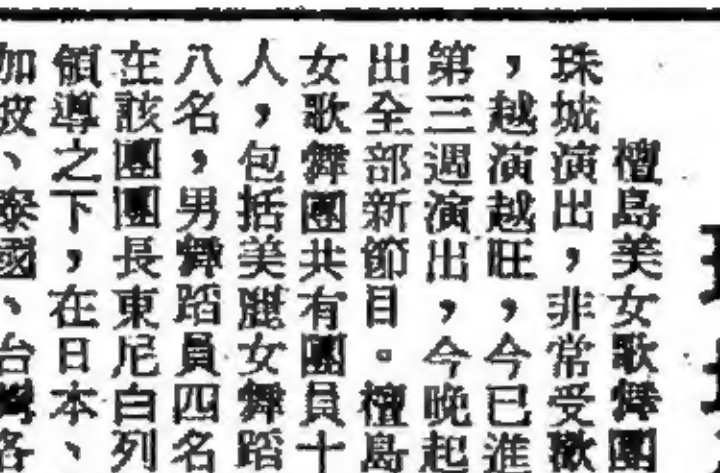 檀島美女歌舞團
珠城演出，非常受歡
，越演越旺，今已進
第三週演出，今晚起
出全部新節目。檀島
女歌舞團共有團員十
人，包括美麗女舞蹈
八名，男舞蹈員四名
在該團團長東尼白列
領導之下，在日本、
加坡、泰國、台灣各